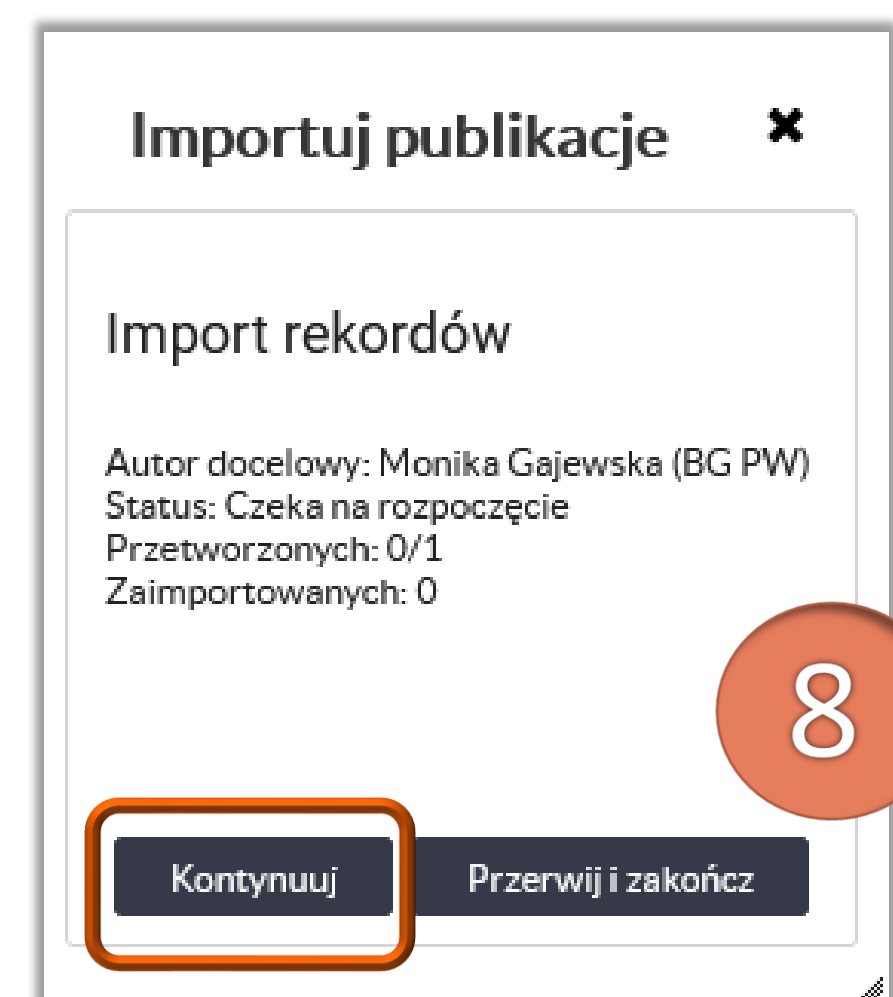 Importuj publikacje
Import rekordów
Autor docelowy: Monika Gajewska (BG PW)
Status: Czeka na rozpoczęcie
Przetworzonych: 0/1
Zaimportowanych: 0
8
Kontynuuj Przerwij i zakończ